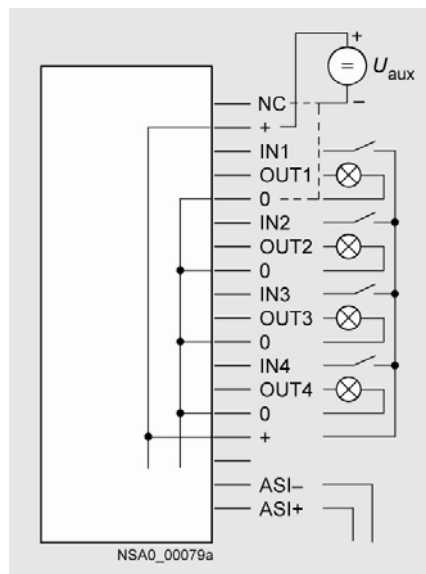 +
= U aux
NC –
+
IN1
OUT1
0
IN2
OUT2
0
IN3
OUT3
0
IN4
OUT4
0
+
ASI–
ASI+
NSA0_00079a